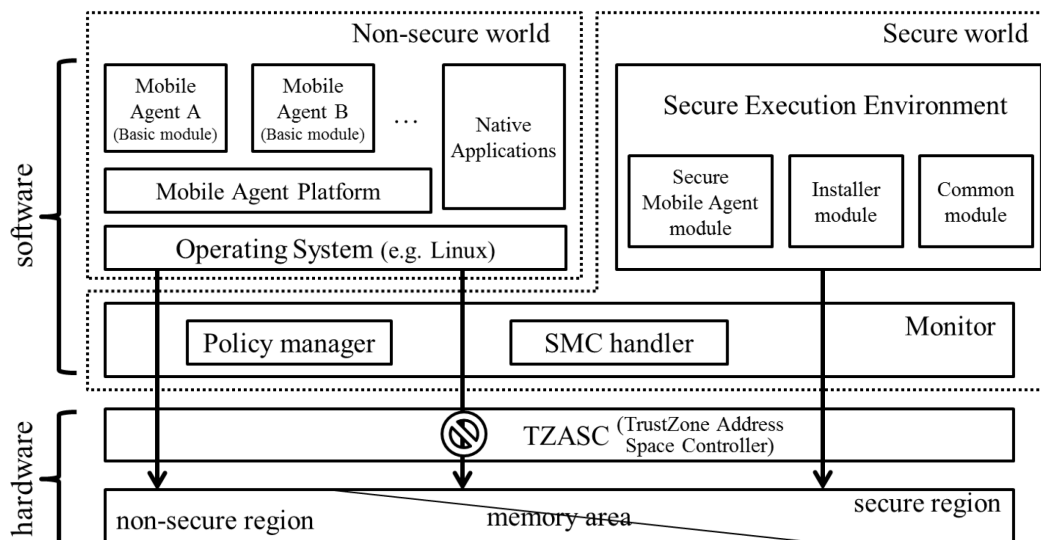 Non-secure world
Secure world
software
Mobile
Agent A
(Basic module)
Mobile
Agent B
(Basic module)
...
Native
Applications
Mobile Agent Platform
Operating System (e.g. Linux)
Secure Execution Environment
Secure
Mobile Agent
module
Installer
module
Common
module
Monitor
Policy manager
SMC handler
hardware
TZASC (TrustZone Address
Space Controller)
non-secure region
memory area
secure region